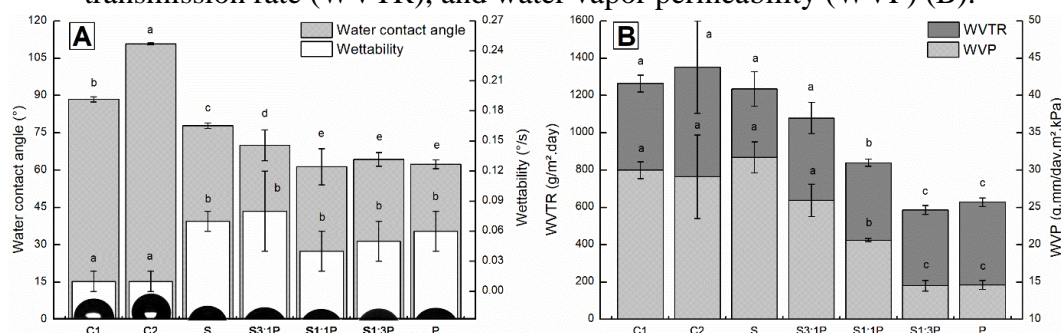 transmission rate (WVTR), and water vapor permeability (WVP) (B).
A
Water contact angle
Wettability
Water contact angle (°)
120
105
90
75
60
45
30
15
0
0.27
0.24
0.21
0.18
0.15
0.12
0.09
0.06
0.03
0.00
Wettability (°/s)
b
a
c
d
e
e
e
a
a
b
b
b
b
b
C1
C2
S
S3:1P
S1:1P
S1:3P
P
B
WVTR
WVP
WVTR (g/m².day)
1600
1400
1200
1000
800
600
400
200
0
50
45
40
35
30
25
20
15
10
WVP (g.mm/day.m².kPa)
a
a
a
a
b
c
c
a
a
a
a
b
c
c
C1
C2
S
S3:1P
S1:1P
S1:3P
P